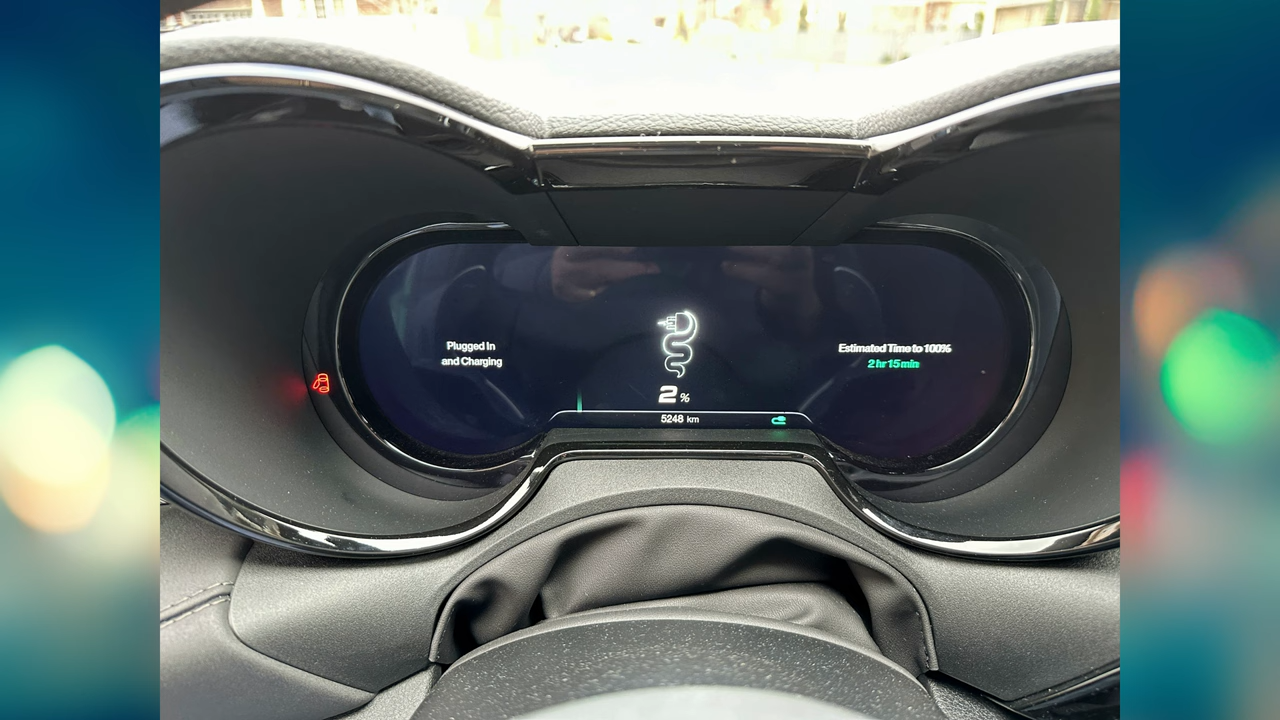 Plugged In
and Charging
2 %
5248 km
Estimated Time to 100%
2 hr 15 min